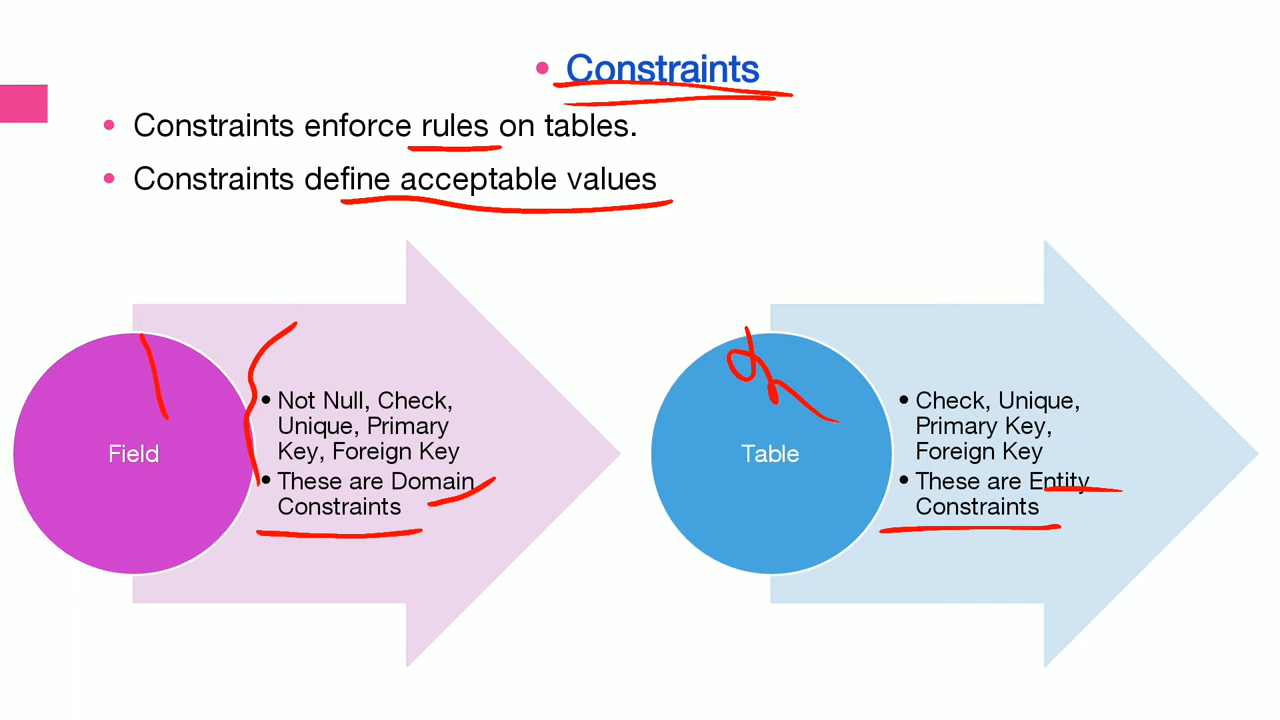 • Constraints
• Constraints enforce rules on tables.
• Constraints define acceptable values
Field
• Not Null, Check,
Unique, Primary
Key, Foreign Key
• These are Domain
Constraints
Table
• Check, Unique,
Primary Key,
Foreign Key
• These are Entity
Constraints